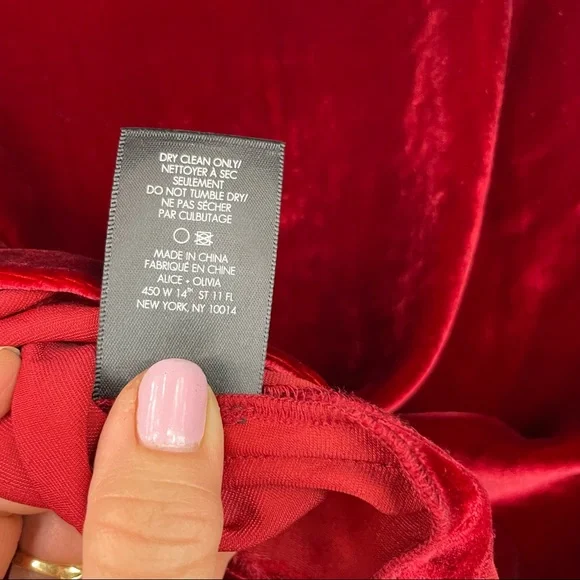 DRY CLEAN ONLY/
NETTOYER À SEC
SEULEMENT
DO NOT TUMBLE DRY/
NE PAS SÉCHER
PAR CULBUTAGE
MADE IN CHINA
FABRIQUÉ EN CHINE
ALICE + OLIVIA
450 W 14TH ST 11 FL
NEW YORK, NY 10014